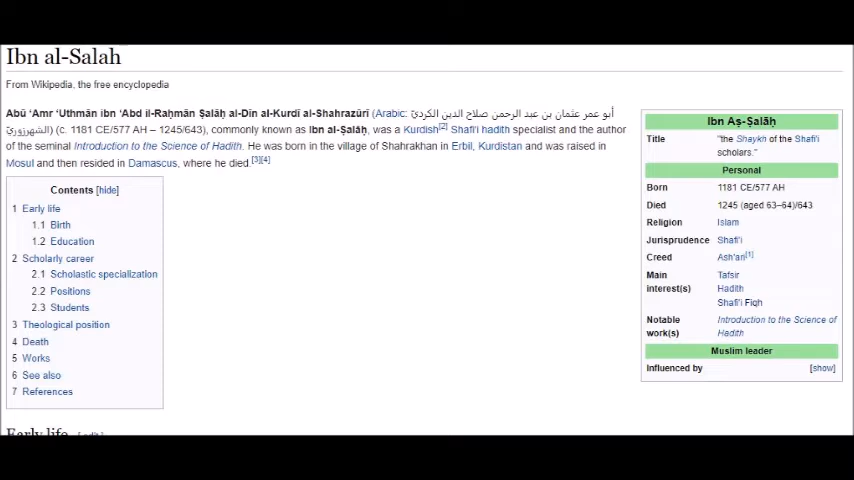 Ibn al-Salah
From Wikipedia, the free encyclopedia
Abū ‘Amr ‘Uthmān ibn ‘Abd il-Raḥmān Ṣalāḥ al-Dīn al-Kurdī al-Shahrazūrī (Arabic: أبو عمر عثمان بن عبد الرحمن صلاح الدين الكرديّ
الشهرزوريّ) (c. 1181 CE/577 AH – 1245/643), commonly known as Ibn al-Ṣalāḥ, was a Kurdish[2] Shafi'i hadith specialist and the author
of the seminal Introduction to the Science of Hadith. He was born in the village of Shahrakhan in Erbil, Kurdistan and was raised in
Mosul and then resided in Damascus, where he died.[3][4]
Contents [hide]
1 Early life
1.1 Birth
1.2 Education
2 Scholarly career
2.1 Scholastic specialization
2.2 Positions
2.3 Students
3 Theological position
4 Death
5 Works
6 See also
7 References
Early life [edit]
Ibn Aṣ-Ṣalāḥ
Title "the Shaykh of the Shafi'i
scholars."
Personal
Born 1181 CE/577 AH
Died 1245 (aged 63–64)/643
Religion Islam
Jurisprudence Shafi'i
Creed Ash'ari[1]
Main Tafsir
interest(s) Hadith
Shafi'i Fiqh
Notable Introduction to the Science of
work(s) Hadith
Muslim leader
Influenced by [show]